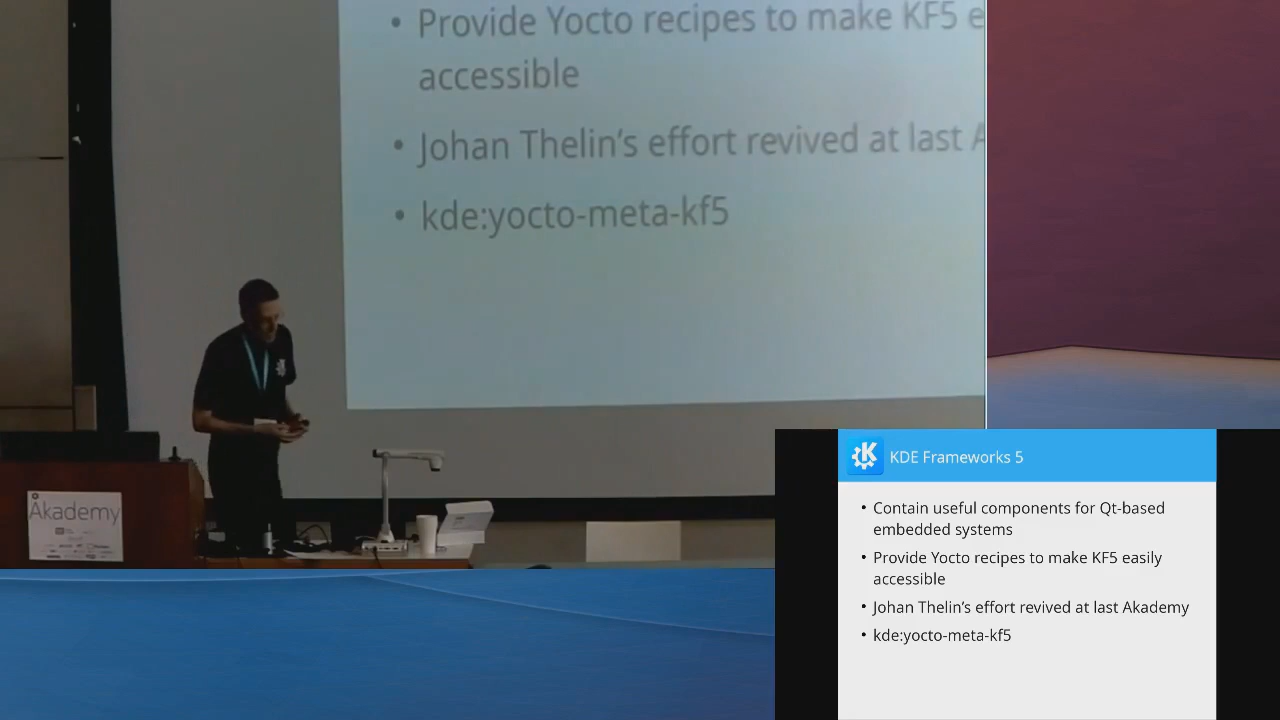 • Provide Yocto recipes to make KF5 e
accessible
• Johan Thelin's effort revived at last A
• kde:yocto-meta-kf5
Akademy
KDE Frameworks 5
• Contain useful components for Qt-based
embedded systems
• Provide Yocto recipes to make KF5 easily
accessible
• Johan Thelin's effort revived at last Akademy
• kde:yocto-meta-kf5